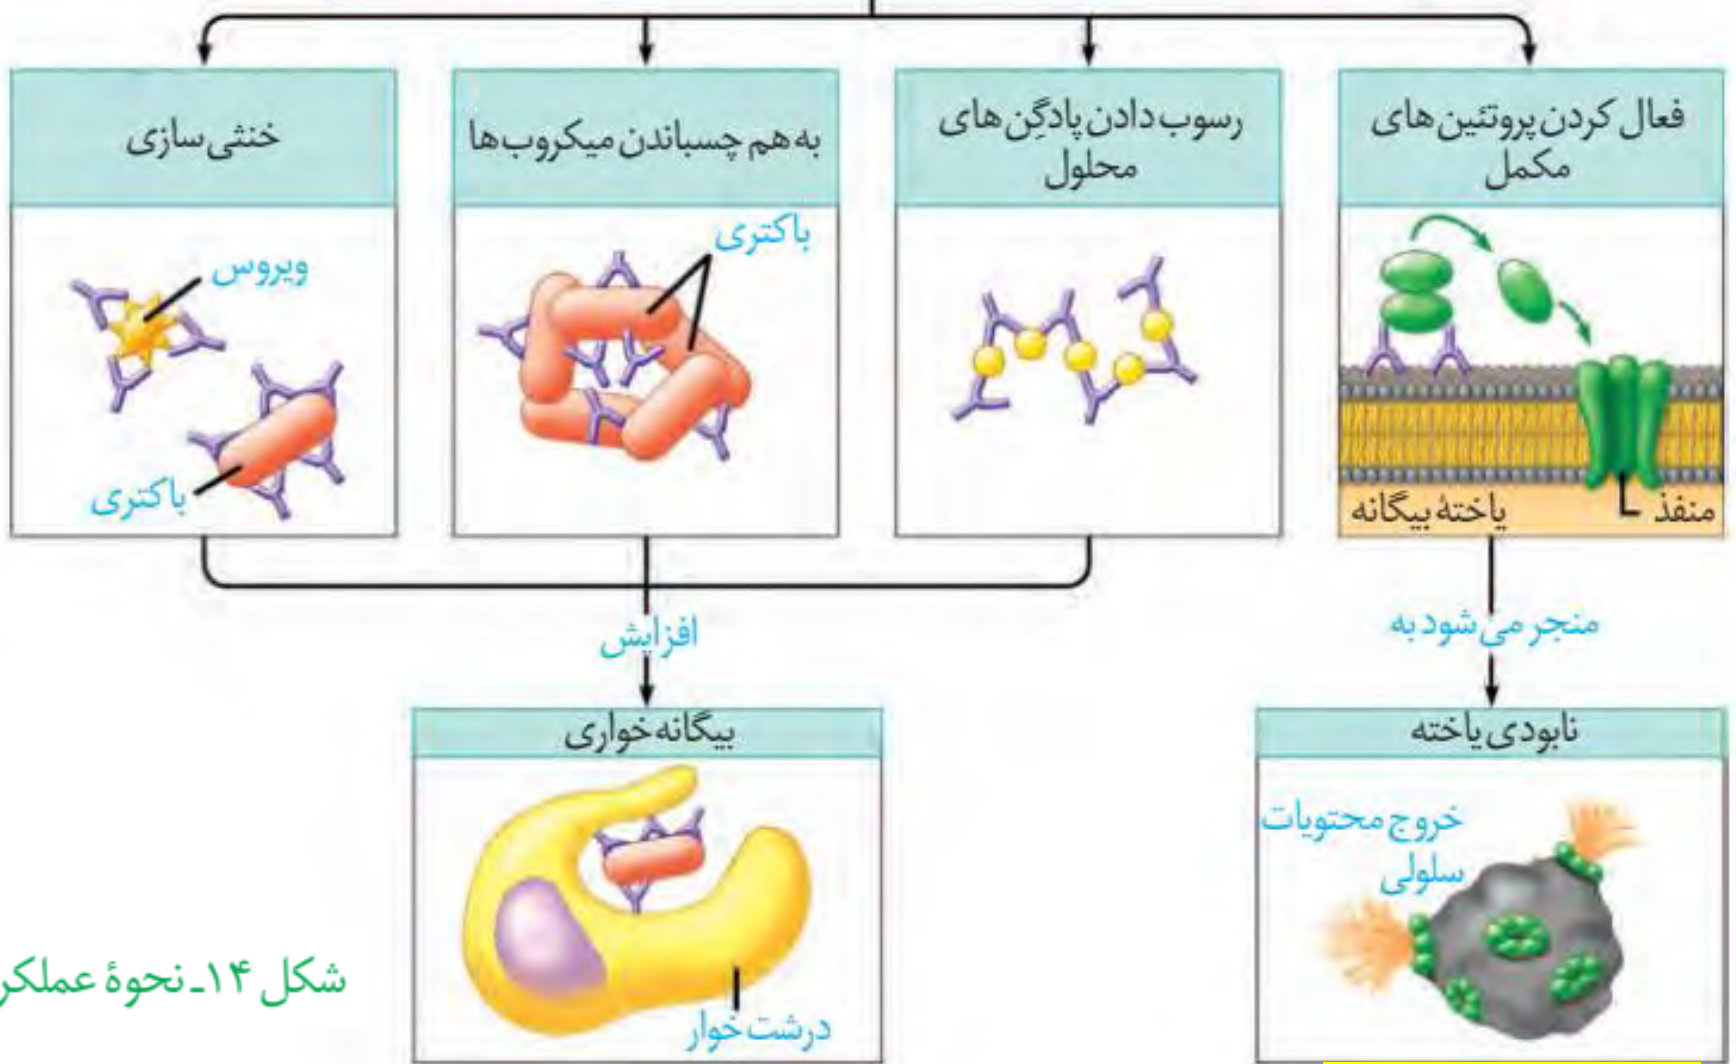 فعال کردن پروتئین های
مکمل
رسوب دادن پادگِن های
محلول
به هم چسباندن میکروب ها
خنثی سازی
منفذ
یاختهٔ بیگانه
باکتری
ویروس
باکتری
منجر می شود به
افزایش
نابودی یاخته
خروج محتویات
سلولی
بیگانه خواری
درشت خوار
شکل ۱۴ـ نحوهٔ عملکر